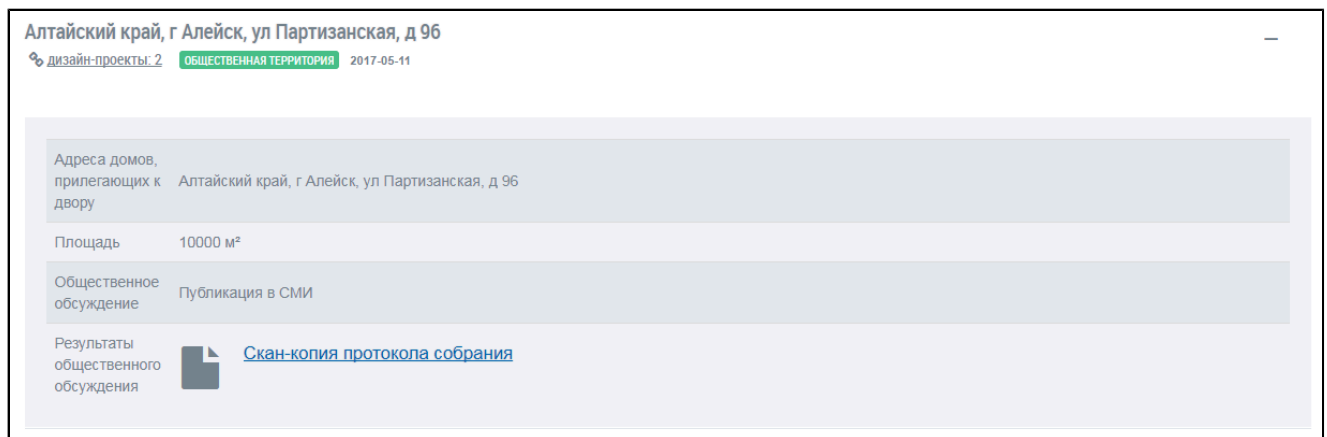 Алтайский край, г Алейск, ул Партизанская, д 96
дизайн-проекты: 2 ОБЩЕСТВЕННАЯ ТЕРРИТОРИЯ 2017-05-11
Адреса домов,
прилегающих к
двору
Алтайский край, г Алейск, ул Партизанская, д 96
Площадь 10000 м²
Общественное
обсуждение
Публикация в СМИ
Результаты
общественного
обсуждения
Скан-копия протокола собрания